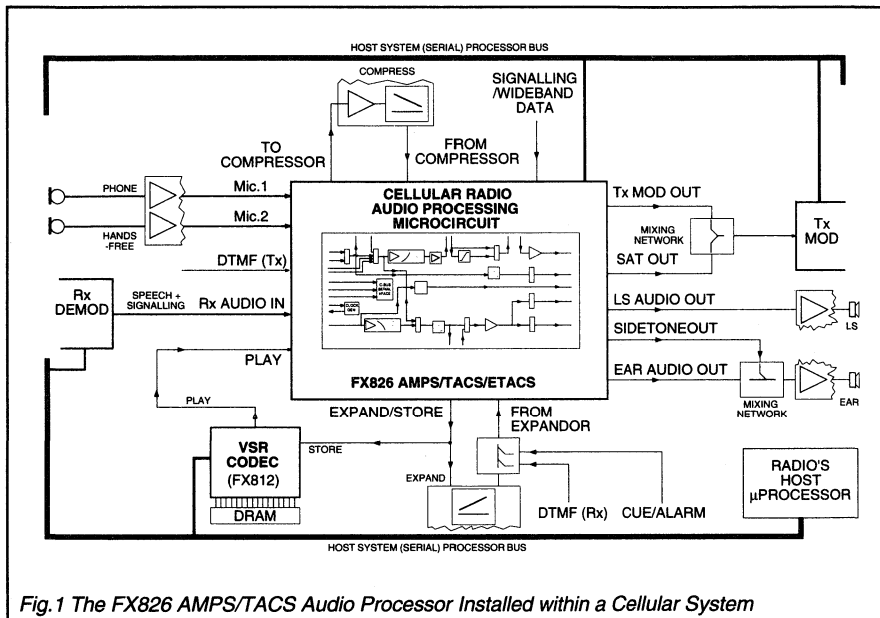 HOST SYSTEM (SERIAL) PROCESSOR BUS
COMPRESS
SIGNALLING
/WIDEBAND
DATA
TO
COMPRESSOR
FROM
COMPRESSOR
PHONE
Mic.1
Mic.2
HANDS
-FREE
DTMF (Tx)
Rx
DEMOD
SPEECH +
SIGNALLING
Rx AUDIO IN
PLAY
CELLULAR RADIO
AUDIO PROCESSING
MICROCIRCUIT
C-BUS
SERIAL
CLOCK
GEN
FX826 AMPS/TACS/ETACS
Tx MOD OUT
MIXING
NETWORK
Tx
MOD
SAT OUT
LS AUDIO OUT
LS
SIDETONEOUT
EAR AUDIO OUT
MIXING
NETWORK
EAR
PLAY
VSR
CODEC
(FX812)
DRAM
STORE
EXPAND/STORE
FROM
EXPANDOR
EXPAND
DTMF (Rx)
CUE/ALARM
RADIO'S
HOST
µPROCESSOR
HOST SYSTEM (SERIAL) PROCESSOR BUS
Fig.1 The FX826 AMPS/TACS Audio Processor Installed within a Cellular System